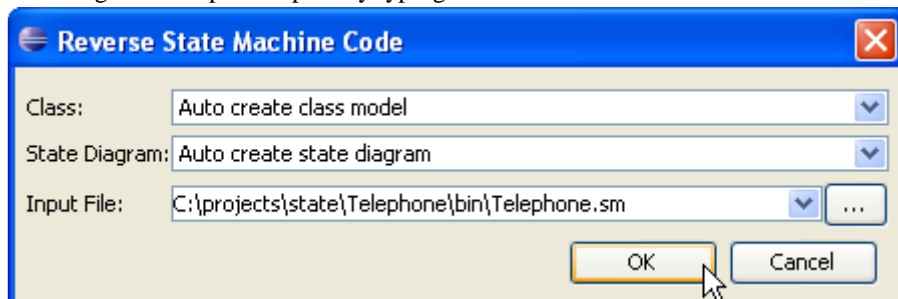 Reverse State Machine Code
Class: Auto create class model
State Diagram: Auto create state diagram
Input File: C:\projects\state\Telephone\bin\Telephone.sm ...
OK Cancel